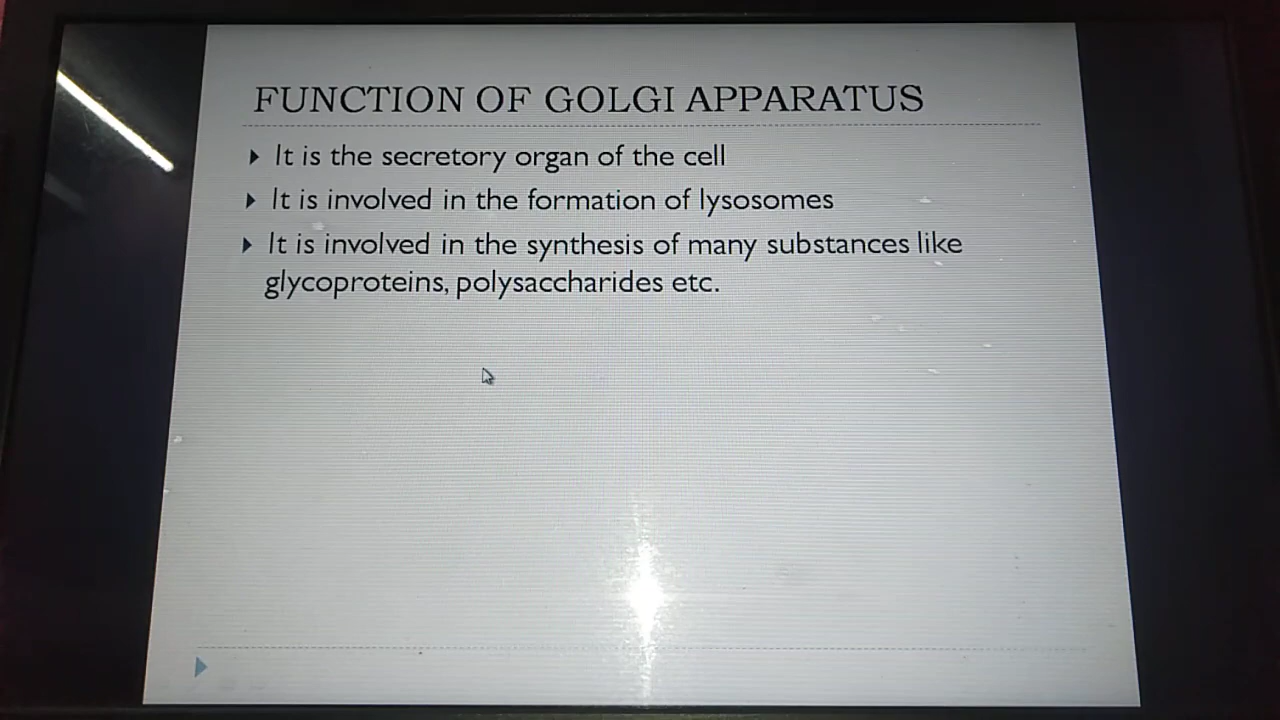 FUNCTION OF GOLGI APPARATUS
It is the secretory organ of the cell
It is involved in the formation of lysosomes
It is involved in the synthesis of many substances like
glycoproteins, polysaccharides etc.